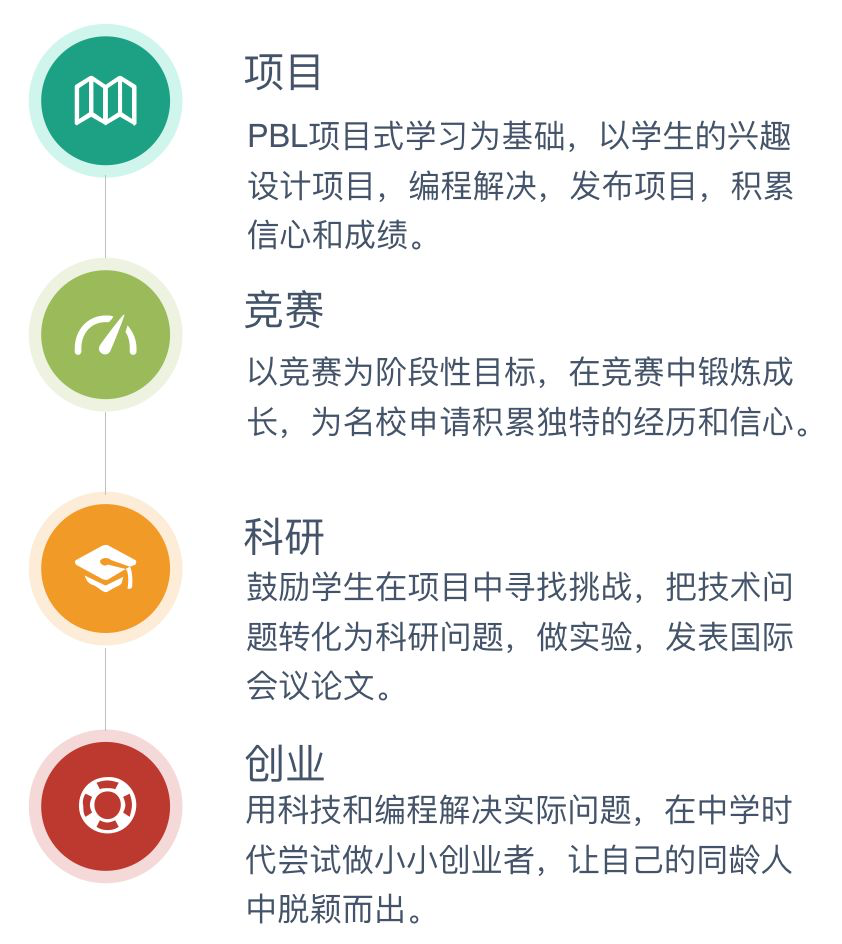 项目
PBL项目式学习为基础，以学生的兴趣
设计项目，编程解决，发布项目，积累
信心和成绩。
竞赛
以竞赛为阶段性目标，在竞赛中锻炼成
长，为名校申请积累独特的经历和信心。
科研
鼓励学生在项目中寻找挑战，把技术问
题转化为科研问题，做实验，发表国际
会议论文。
创业
用科技和编程解决实际问题，在中学时
代尝试做小小创业者，让自己的同龄人
中脱颖而出。